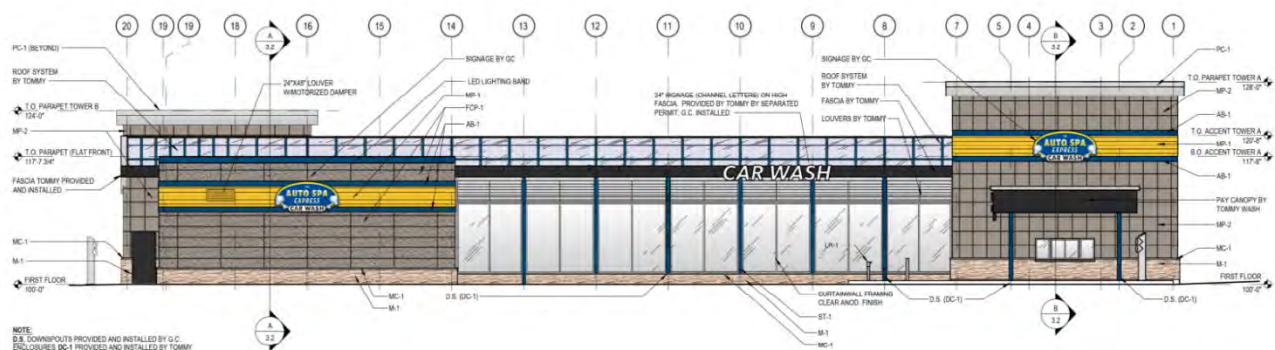 20
19
19
18
A
3.2
16
15
14
13
12
11
10
9
8
7
5
4
B
3.2
3
2
1
PC-1 (BEYOND)
ROOF SYSTEM
BY TOMMY
T.O. PARAPET TOWER B
124'-0"
MP-2
T.O. PARAPET (FLAT FRONT)
117'-7 3/4"
FASCIA TOMMY PROVIDED
AND INSTALLED
MC-1
M-1
FIRST FLOOR
100'-0"
24"X48" LOUVER
W/MOTORIZED DAMPER
SIGNAGE BY GC
LED LIGHTING BAND
MP-1
FCP-1
AB-1
24" SIGNAGE (CHANNEL LETTERS) ON HIGH
FASCIA. PROVIDED BY TOMMY BY SEPARATED
PERMIT, G.C. INSTALLED
SIGNAGE BY GC
ROOF SYSTEM
BY TOMMY
FASCIA BY TOMMY
LOUVERS BY TOMMY
PC-1
T.O. PARAPET TOWER A
128'-0"
MP-2
AB-1
T.O. ACCENT TOWER A
120'-8"
MP-1
B.O. ACCENT TOWER A
117'-8"
AB-1
PAY CANOPY BY
TOMMY WASH
MP-2
MC-1
M-1
FIRST FLOOR
100'-0"
AUTO SPA
EXPRESS
CAR WASH
CAR WASH
AUTO SPA
EXPRESS
CAR WASH
LR-1
MC-1
M-1
D.S. (DC-1)
CURTAINWALL FRAMING
CLEAR ANOD. FINISH
ST-1
M-1
MC-1
D.S. (DC-1)
D.S. (DC-1)
A
3.2
B
3.2
NOTE:
D.S. DOWNSPOUTS PROVIDED AND INSTALLED BY G.C.
ENCLOSURES DC-1 PROVIDED AND INSTALLED BY TOMMY